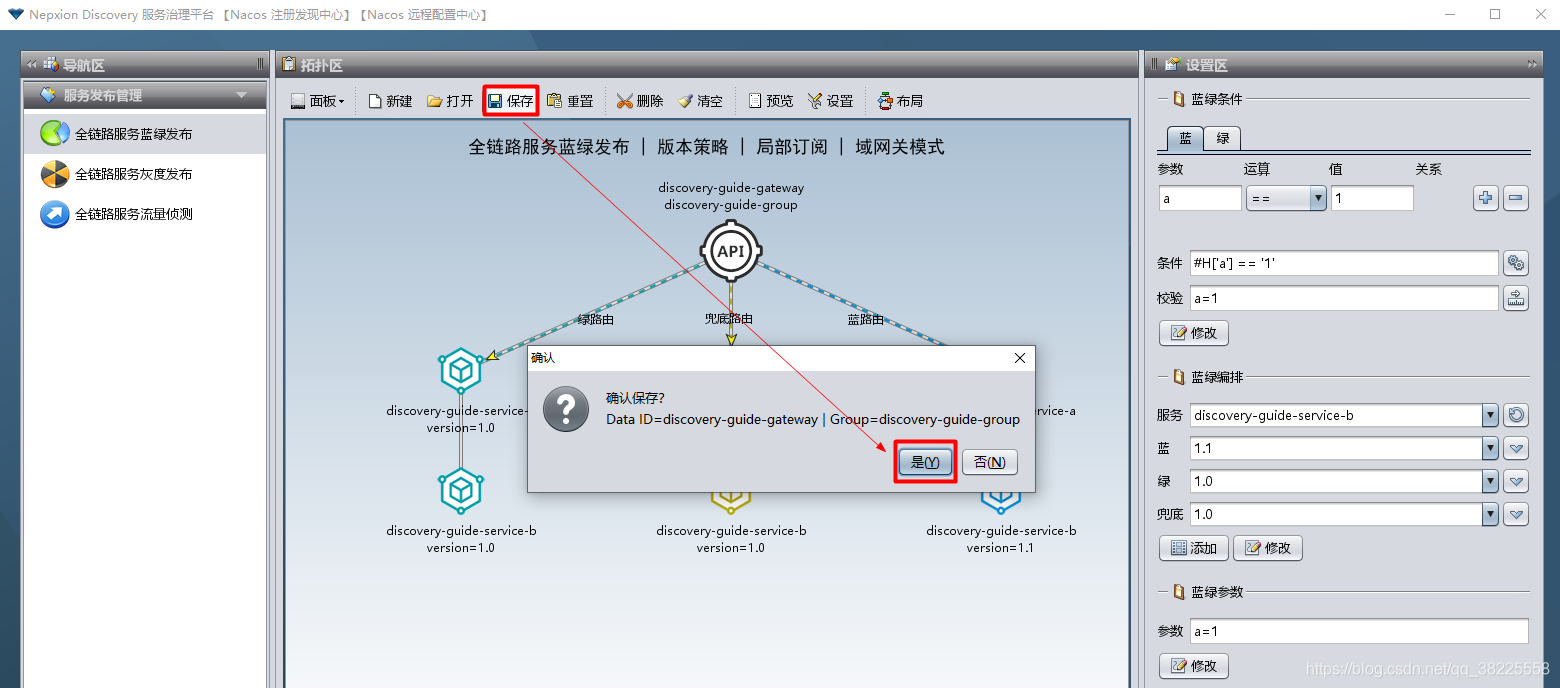 Nepxion Discovery 服务治理平台 【Nacos 注册发现中心】【Nacos 远程配置中心】
导航区
服务发布管理
全链路服务蓝绿发布
全链路服务灰度发布
全链路服务流量侦测
拓扑区
面板 新建 打开 保存 重置 删除 清空 预览 设置 布局
全链路服务蓝绿发布 | 版本策略 | 局部订阅 | 域网关模式
discovery-guide-gateway
discovery-guide-group
API
绿路由 兜底路由 蓝路由
discovery-guide-service-
version=1.0
rvice-a
discovery-guide-service-b
version=1.0
discovery-guide-service-b
version=1.0
discovery-guide-service-b
version=1.1
确认
确认保存?
Data ID=discovery-guide-gateway | Group=discovery-guide-group
是(Y) 否(N)
设置区
蓝绿条件
蓝 绿
参数 运算 值 关系
a == 1
条件 #H['a'] == '1'
校验 a=1
修改
蓝绿编排
服务 discovery-guide-service-b
蓝 1.1
绿 1.0
兜底 1.0
添加 修改
蓝绿参数
参数 a=1
修改
https://blog.csdn.net/qq_38225558